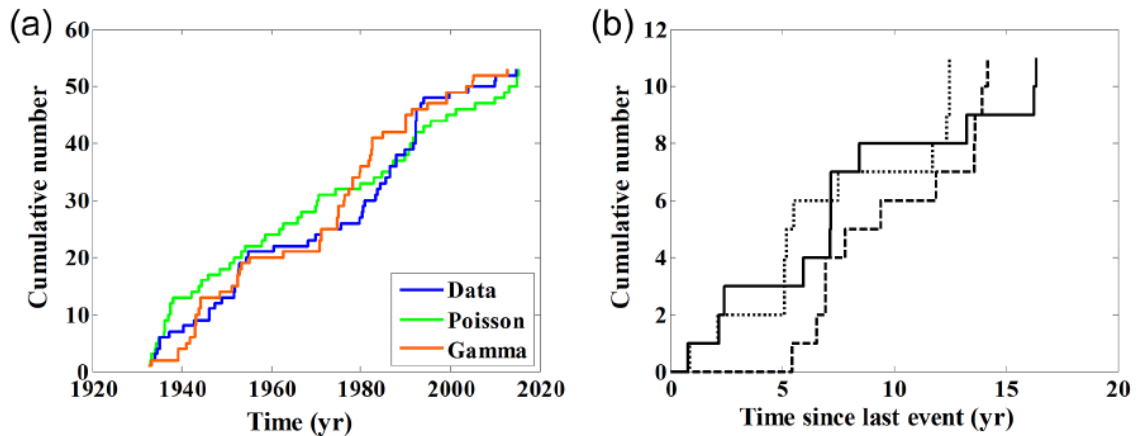 (a)
60
50
40
30
20
10
0
Cumulative number
1920 1940 1960 1980 2000 2020
Time (yr)
Data
Poisson
Gamma
(b)
12
10
8
6
4
2
0
Cumulative number
0 5 10 15 20
Time since last event (yr)